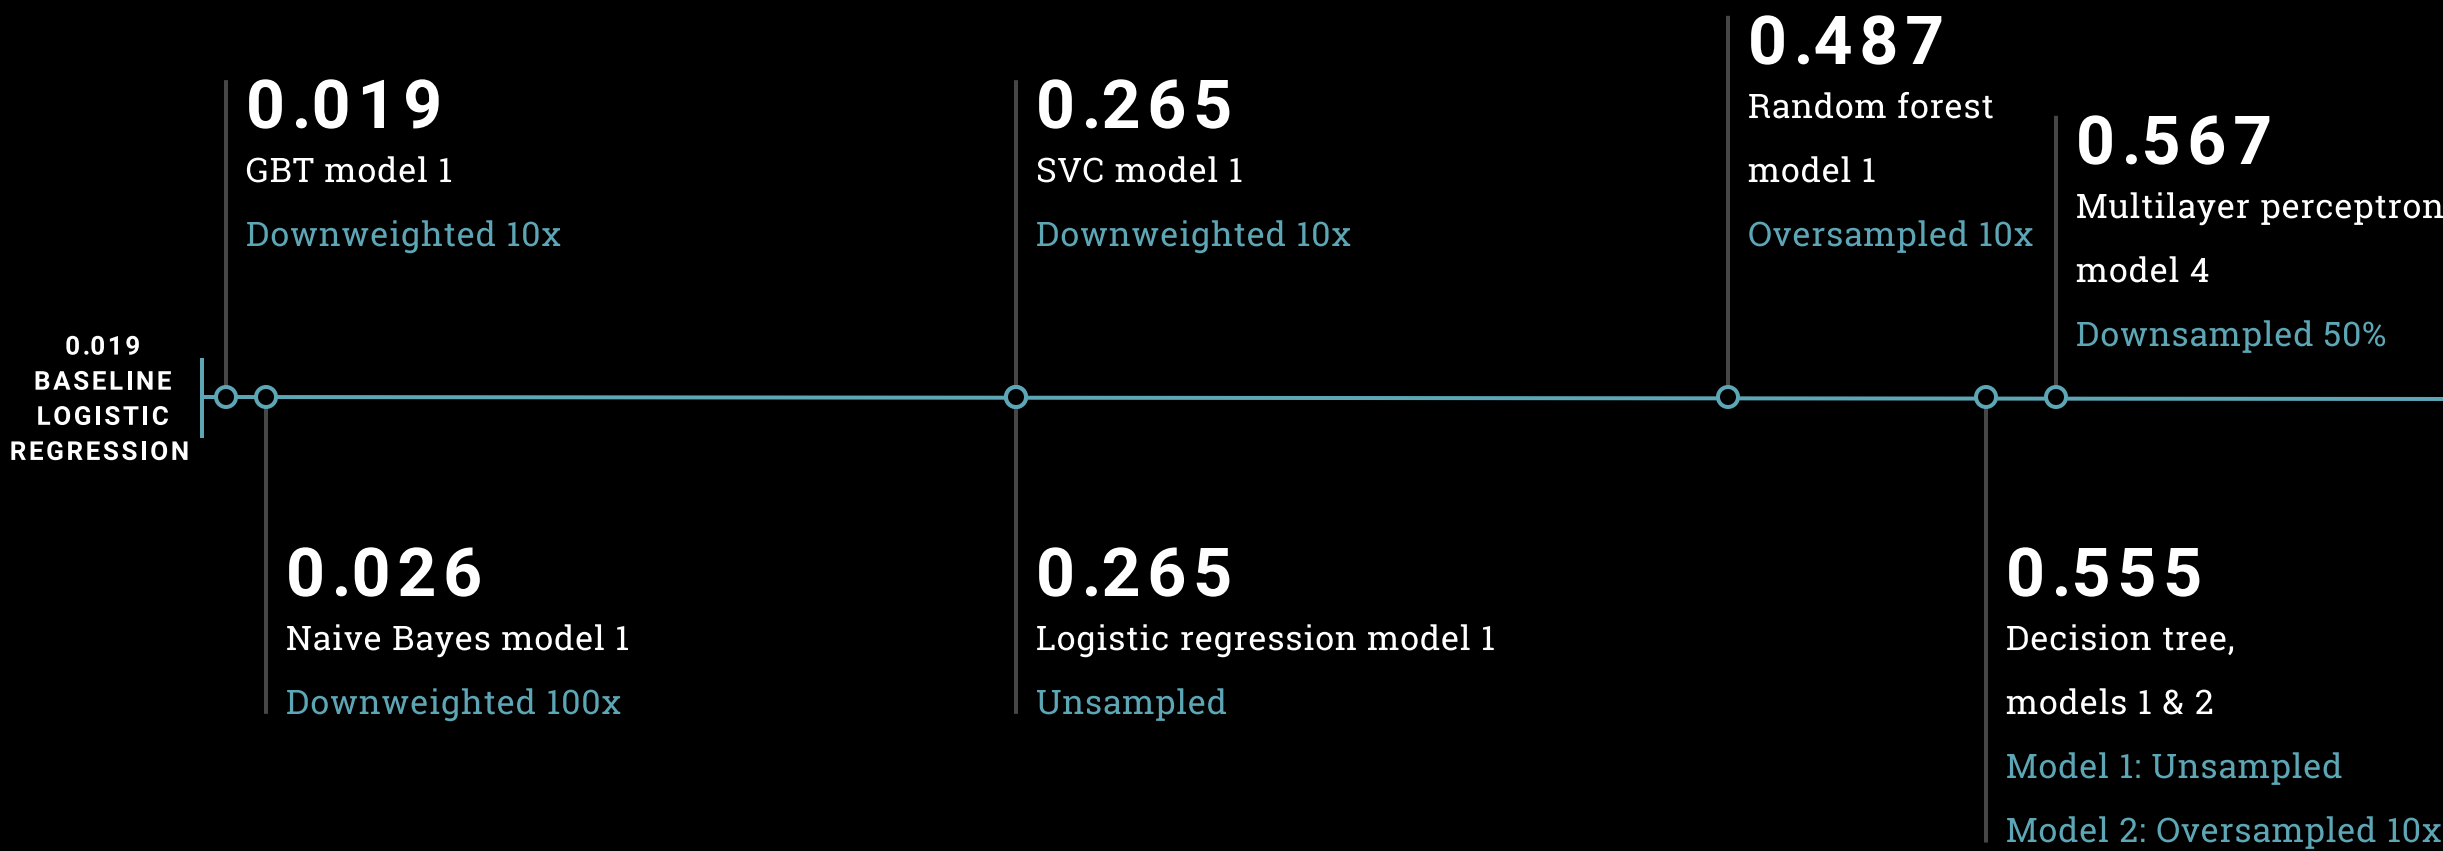 0.019
BASELINE
LOGISTIC
REGRESSION
0.019
GBT model 1
Downweighted 10x
0.026
Naive Bayes model 1
Downweighted 100x
0.265
SVC model 1
Downweighted 10x
0.265
Logistic regression model 1
Unsampled
0.487
Random forest
model 1
Oversampled 10x
0.555
Decision tree,
models 1 & 2
Model 1: Unsampled
Model 2: Oversampled 10x
0.567
Multilayer perceptron
model 4
Downsampled 50%